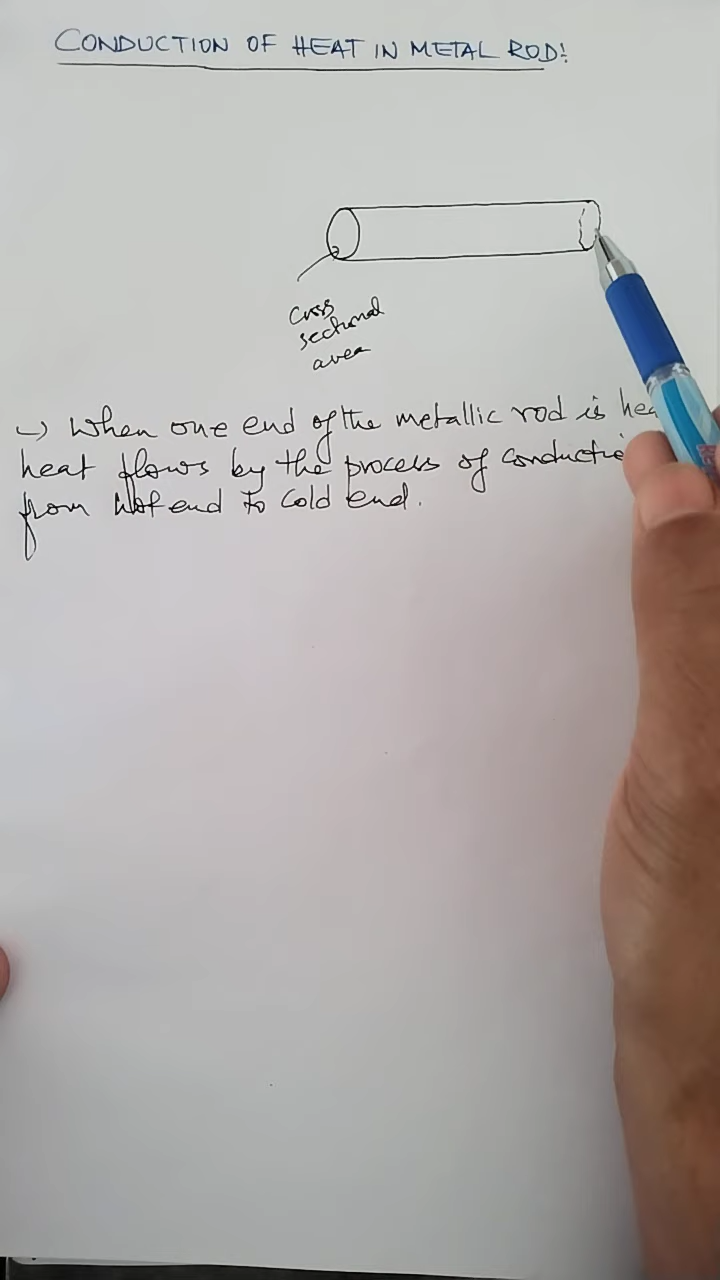 CONDUCTION OF HEAT IN METAL ROD:
Cross
sectional
area
When one end of the metallic rod is
heat flows by the process of
from hot end to cold end.